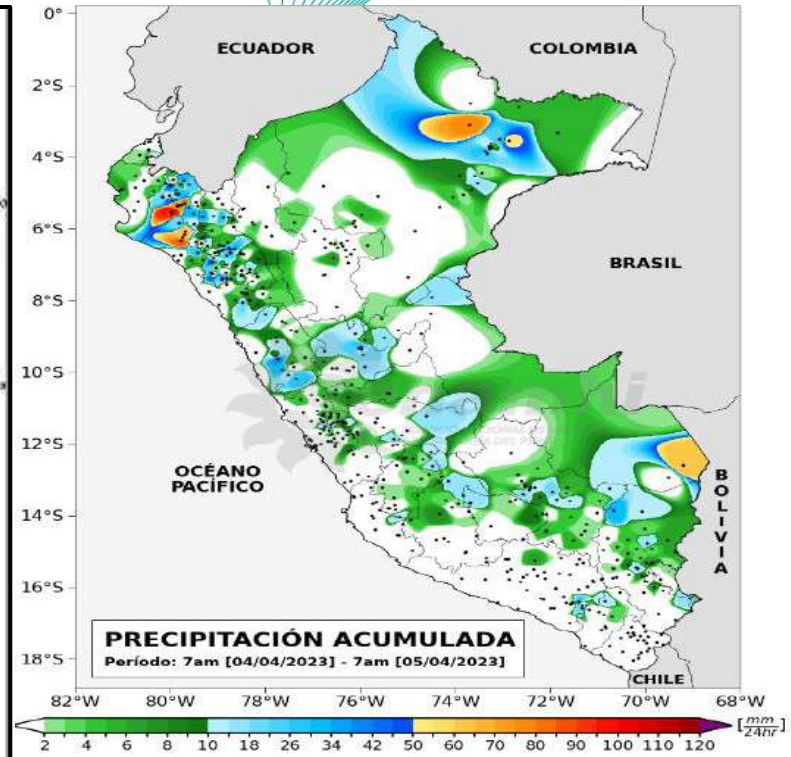 0°
ECUADOR
COLOMBIA
2°S
4°S
6°S
BRASIL
8°S
10°S
12°S
OCÉANO
PACÍFICO
BOLIVIA
14°S
16°S
PRECIPITACIÓN ACUMULADA
Período: 7am [04/04/2023] - 7am [05/04/2023]
18°S
CHILE
82°W 80°W 78°W 76°W 74°W 72°W 70°W 68°W
2 4 6 8 10 18 26 34 42 50 60 70 80 90 100 110 120
[mm/24hr]